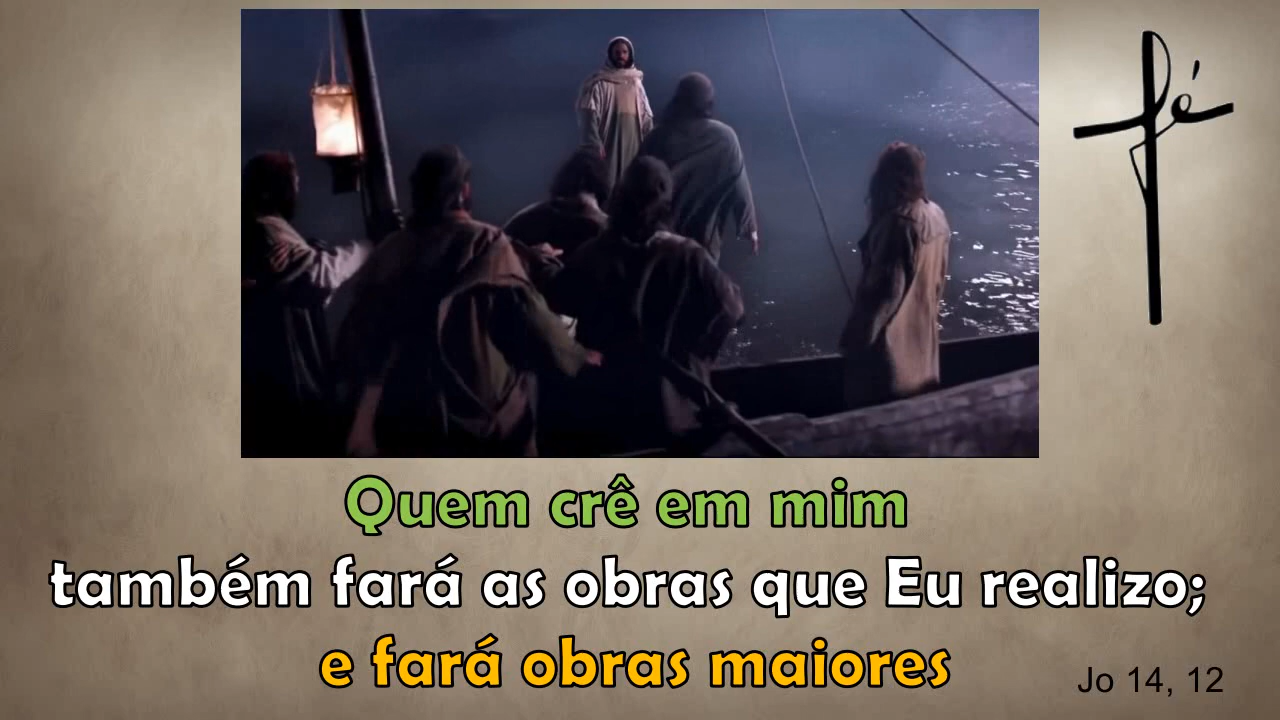 fé
Quem crê em mim
também fará as obras que Eu realizo;
e fará obras maiores
Jo 14, 12